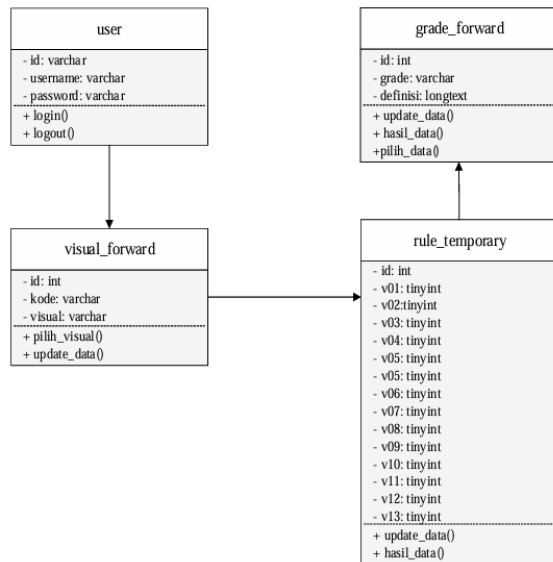 user
- id: varchar
- username: varchar
- password: varchar
+ login()
+ logout()
grade_forward
- id: int
- grade: varchar
- definisi: longtext
+ update_data()
+ hasil_data()
+pilih_data()
visual_forward
- id: int
- kode: varchar
- visual: varchar
+ pilih_visual()
+ update_data()
rule_temporary
- id: int
- v01: tinyint
- v02:tinyint
- v03: tinyint
- v04: tinyint
- v05: tinyint
- v05: tinyint
- v06: tinyint
- v07: tinyint
- v08: tinyint
- v09: tinyint
- v10: tinyint
- v11: tinyint
- v12: tinyint
- v13: tinyint
+ update_data()
+ hasil_data()